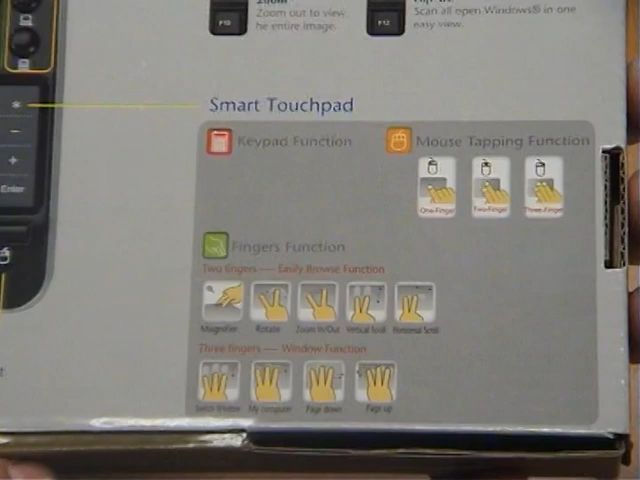 Zoom out to view
he entire image.
F10
Scan all open Windows® in one
easy view.
F12
*
-
+
Enter
Smart Touchpad
Keypad Function
Mouse Tapping Function
One-Finger
Two-Finger
Three-Finger
Fingers Function
Two fingers ---- Easily Browse Function
Magnifier
Rotate
Zoom In/Out
Vertical Scroll
Horizontal Scroll
Three fingers ---- Window Function
My computer
Page down
Page up